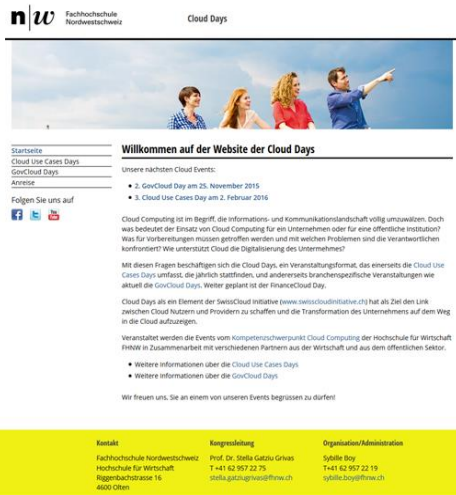 n|w Fachhochschule
Nordwestschweiz
Cloud Days
Startseite
Cloud Use Cases Days
GovCloud Days
Anreise
Folgen Sie uns auf
Willkommen auf der Website der Cloud Days
Unsere nächsten Cloud Events:
2. GovCloud Day am 25. November 2015
3. Cloud Use Cases Day am 2. Februar 2016
Cloud Computing ist im Begriff, die Informations- und Kommunikationslandschaft völlig umzuwälzen. Doch
was bedeutet der Einsatz von Cloud Computing für ein Unternehmen oder für eine öffentliche Institution?
Was für Vorbereitungen müssen getroffen werden und mit welchen Problemen sind die Verantwortlichen
konfrontiert? Wie unterstützt Cloud die Digitalisierung des Unternehmens?
Mit diesen Fragen beschäftigen sich die Cloud Days, ein Veranstaltungsformat, das einerseits die Cloud Use
Cases Days umfasst, die jährlich stattfinden, und andererseits branchenspezifische Veranstaltungen wie
aktuell die GovCloud Days. Weiter geplant ist der FinanceCloud Day.
Cloud Days als ein Element der SwissCloud Initiative (www.swisscloudinitiative.ch) hat als Ziel den Link
zwischen Cloud Nutzern und Providern zu schaffen und die Transformation des Unternehmens auf dem Weg
in die Cloud aufzuzeigen.
Veranstaltet werden die Events vom Kompetenzschwerpunkt Cloud Computing der Hochschule für Wirtschaft
FHNW in Zusammenarbeit mit verschiedenen Partnern aus der Wirtschaft und aus dem öffentlichen Sektor.
Weitere Informationen über die Cloud Use Cases Days
Weitere Informationen über die GovCloud Days
Wir freuen uns, Sie an einem von unseren Events begrüssen zu dürfen!
Kontakt
Fachhochschule Nordwestschweiz
Hochschule für Wirtschaft
Riggenbachstrasse 16
4600 Olten
Kongressleitung
Prof. Dr. Stella Gatziu Grivas
T +41 62 957 22 75
stella.gatziugrivas@fhnw.ch
Organisation/Administration
Sybille Boy
T+41 62 957 22 19
sybille.boy@fhnw.ch